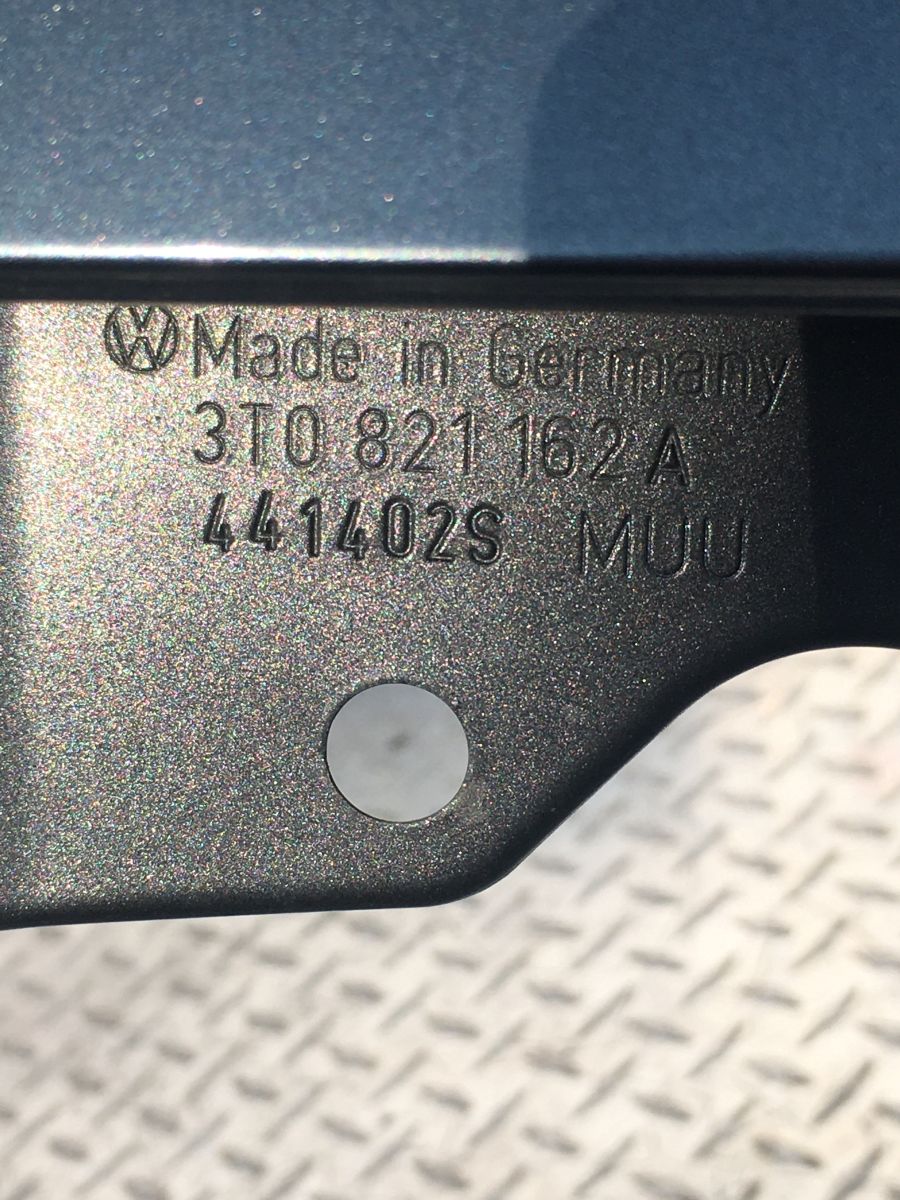 Made in Germany
3T0 821 162 A
441402S MUU